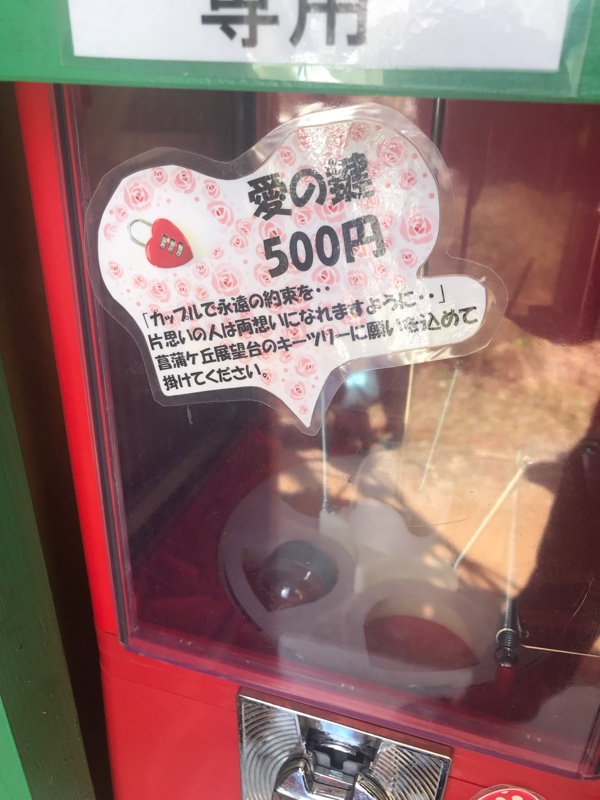 専用
愛の鍵
500円
「カップルで永遠の約束を・・
片思いの人は両想いになれますように・・」
菖蒲ケ丘展望台のキーツリーに願いを込めて
掛けてください。